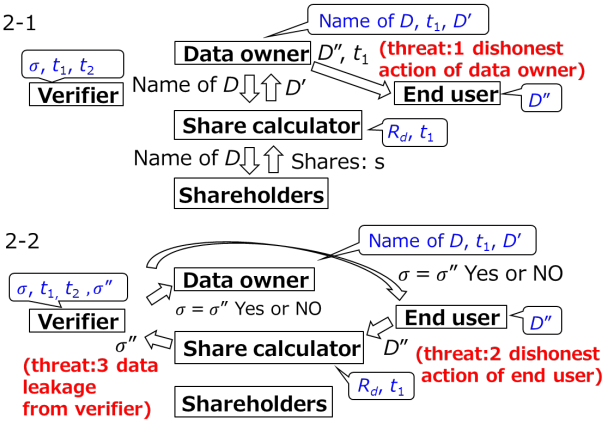 2-1
Name of D, t1, D′
Data owner
D″, t1
(threat:1 dishonest
action of data owner)
σ, t1, t2
Verifier
Name of D
D′
End user
D″
Share calculator
Rd, t1
Name of D
Shares: s
Shareholders
2-2
Name of D, t1, D′
Data owner
σ = σ″ Yes or NO
σ = σ″ Yes or NO
σ, t1, t2 ,σ″
Verifier
End user
D″
σ″
Share calculator
D″
(threat:3 data
leakage
from verifier)
(threat:2 dishonest
action of end user)
Rd, t1
Shareholders